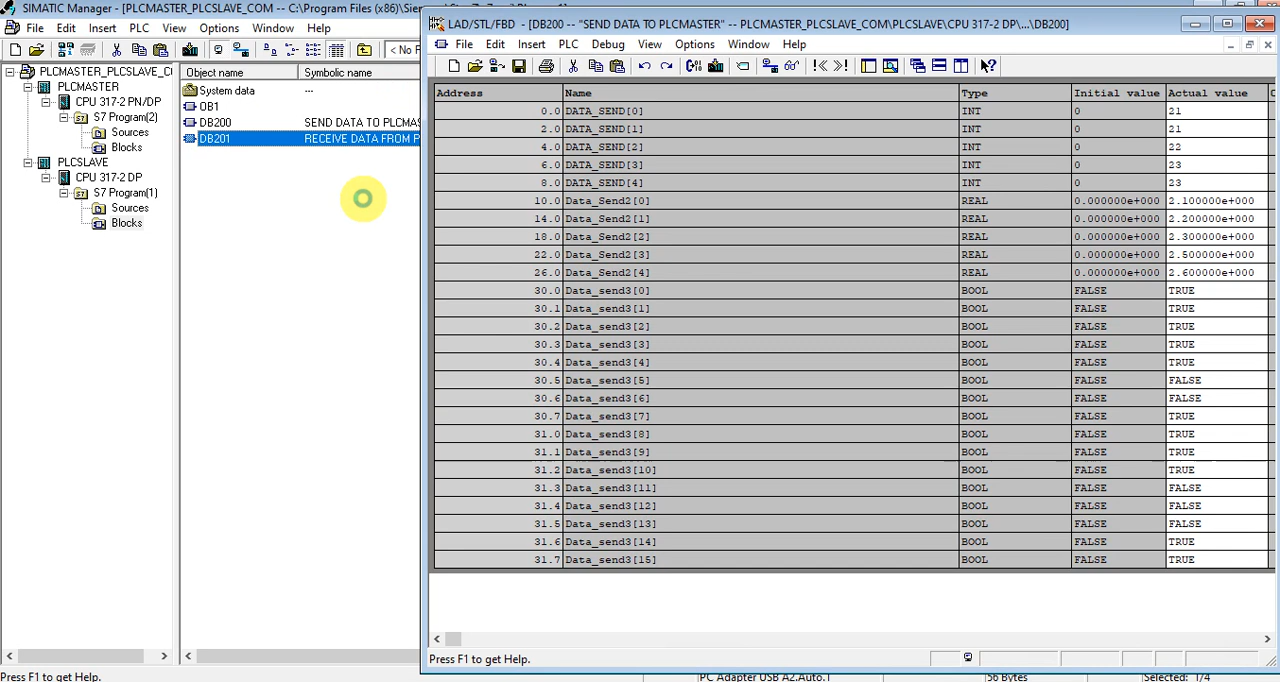 SIMATIC Manager - [PLCMASTER_PLCSLAVE_COM -- C:\Program Files (x86)\Sie
File Edit Insert PLC View Options Window Help
< No F
PLCMASTER_PLCSLAVE_CO
PLCMASTER
CPU 317-2 PN/DP
S7 Program(2)
Sources
Blocks
PLCSLAVE
CPU 317-2 DP
S7 Program(1)
Sources
Blocks
Object name Symbolic name
System data ---
OB1
DB200 SEND DATA TO PLCMAS
DB201 RECEIVE DATA FROM P
LAD/STL/FBD - [DB200 -- "SEND DATA TO PLCMASTER" -- PLCMASTER_PLCSLAVE_COM\PLCSLAVE\CPU 317-2 DP\...\DB200]
File Edit Insert PLC Debug View Options Window Help
Address Name Type Initial value Actual value
0.0 DATA_SEND[0] INT 0 21
2.0 DATA_SEND[1] INT 0 21
4.0 DATA_SEND[2] INT 0 22
6.0 DATA_SEND[3] INT 0 23
8.0 DATA_SEND[4] INT 0 23
10.0 Data_Send2[0] REAL 0.000000e+000 2.100000e+000
14.0 Data_Send2[1] REAL 0.000000e+000 2.200000e+000
18.0 Data_Send2[2] REAL 0.000000e+000 2.300000e+000
22.0 Data_Send2[3] REAL 0.000000e+000 2.500000e+000
26.0 Data_Send2[4] REAL 0.000000e+000 2.600000e+000
30.0 Data_send3[0] BOOL FALSE TRUE
30.1 Data_send3[1] BOOL FALSE TRUE
30.2 Data_send3[2] BOOL FALSE TRUE
30.3 Data_send3[3] BOOL FALSE TRUE
30.4 Data_send3[4] BOOL FALSE TRUE
30.5 Data_send3[5] BOOL FALSE FALSE
30.6 Data_send3[6] BOOL FALSE FALSE
30.7 Data_send3[7] BOOL FALSE TRUE
31.0 Data_send3[8] BOOL FALSE TRUE
31.1 Data_send3[9] BOOL FALSE TRUE
31.2 Data_send3[10] BOOL FALSE TRUE
31.3 Data_send3[11] BOOL FALSE FALSE
31.4 Data_send3[12] BOOL FALSE FALSE
31.5 Data_send3[13] BOOL FALSE FALSE
31.6 Data_send3[14] BOOL FALSE TRUE
31.7 Data_send3[15] BOOL FALSE TRUE
Press F1 to get Help.
Press F1 to get Help. PC Adapter USB A2.Auto.1 56 Bytes Selected: 1/4